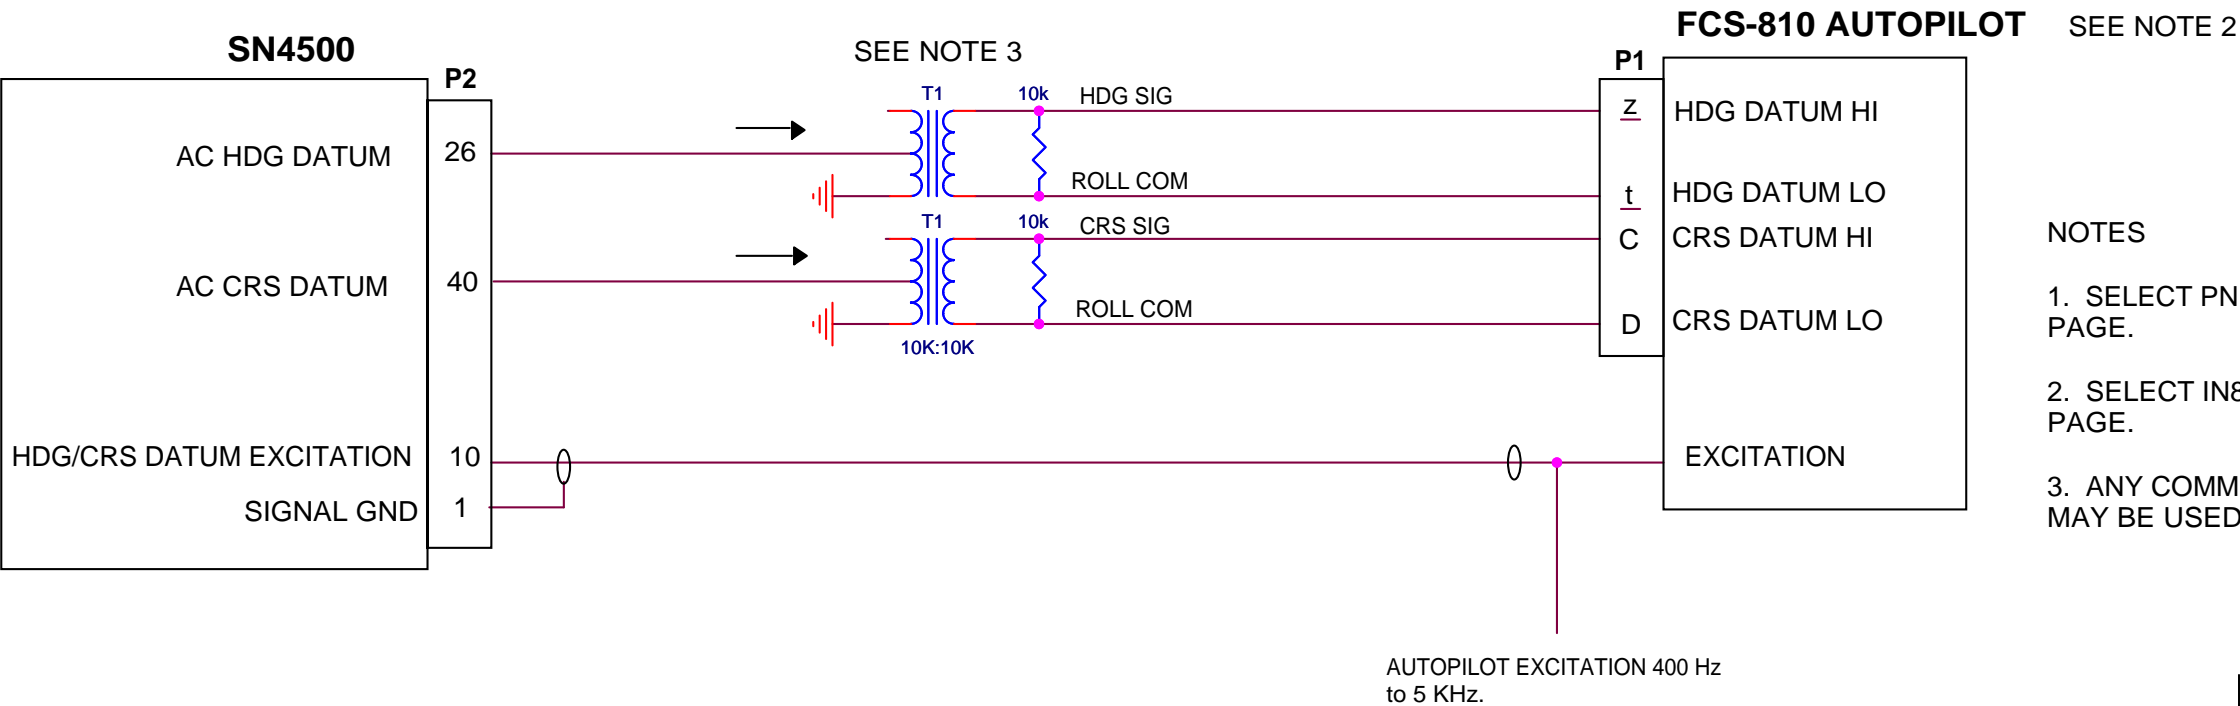 FCS-810 AUTOPILOT
SEE NOTE 2
SN4500
SEE NOTE 3
P2
P1
T1
10k
HDG SIG
z
HDG DATUM HI
AC HDG DATUM
26
ROLL COM
t
HDG DATUM LO
T1
10k
CRS SIG
C
CRS DATUM HI
AC CRS DATUM
40
ROLL COM
D
CRS DATUM LO
10K:10K
HDG/CRS DATUM EXCITATION
10
EXCITATION
SIGNAL GND
1
AUTOPILOT EXCITATION 400 Hz
to 5 KHz.
NOTES
1. SELECT PN
PAGE.
2. SELECT IN8
PAGE.
3. ANY COMM
MAY BE USED